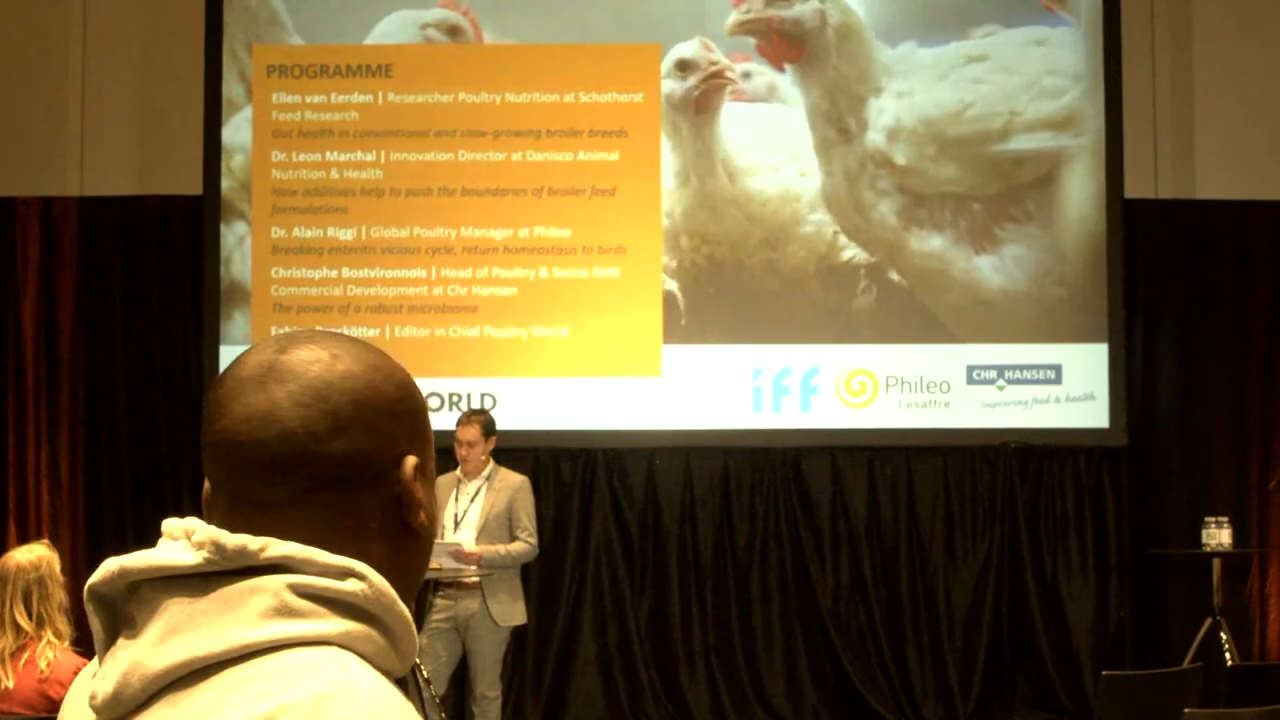 PROGRAMME
Ellen van Eerden | Researcher Poultry Nutrition at Schothorst
Feed Research
Gut health in conventional and slow-growing broiler breeds
Dr. Leon Marchal | Innovation Director at Danisco Animal
Nutrition & Health
How additives help to push the boundaries of broiler feed
formulations
Dr. Alain Riggi | Global Poultry Manager at Phileo
Breaking enteritis vicious cycle, return homeostasis to birds
Christophe Bostvironnois | Head of Poultry & Swine
Commercial Development at Chr Hansen
The power of a robust microbiome
| Editor in Chief Poultry World
ORLD
iff
Phileo
Lesaffre
CHR HANSEN
Improving food & health